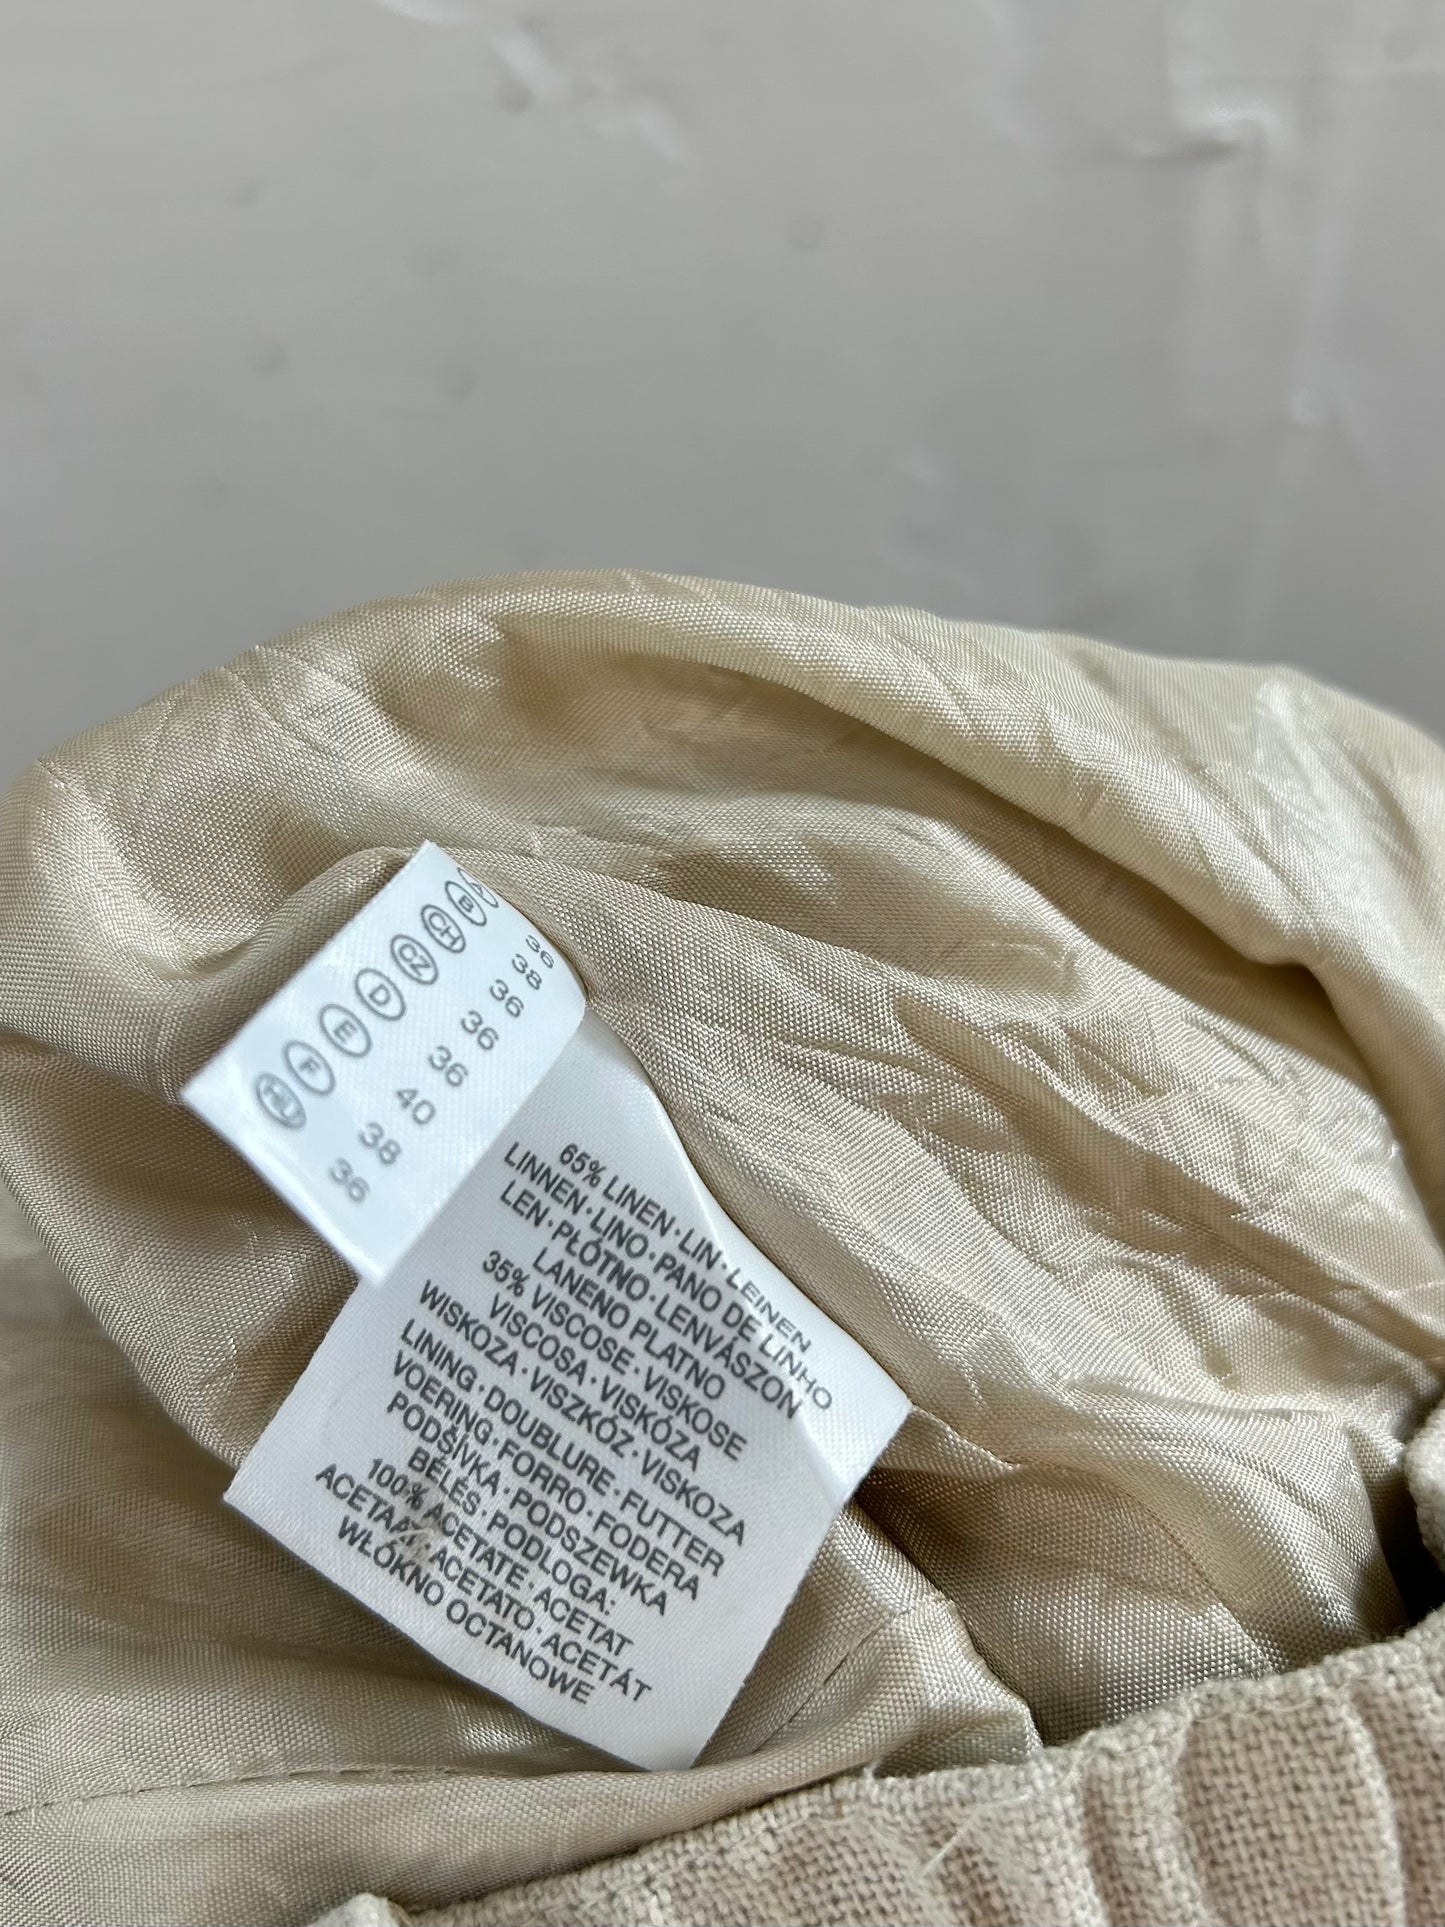 36
B 38
CH 36
CZ 36
D 36
E 40
F 38
36
65% LINEN·LIN·LEINEN
LINNEN·LINO·PANO DE LINHO
LEN·PŁÓTNO·LENVÁSZON
LANENO PLATNO
35% VISCOSE·VISKOSE
VISCOSA·VISKÓZA
WISKOZA·VISZKÓZ·VISKOZA
LINING·DOUBLURE·FUTTER
VOERING·FORRO·FODERA
PODŠÍVKA·PODSZEWKA
BÉLÉS·PODLOGA:
100% ACETATE·ACETAT
ACETAAT·ACETATO·ACETÁT
WŁÓKNO OCTANOWE